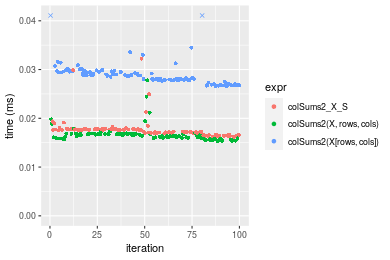 0.04
0.03
0.02
0.01
0.00
time (ms)
0
25
50
75
100
iteration
expr
colSums2_X_S
colSums2(X, rows, cols)
colSums2(X[rows, cols])